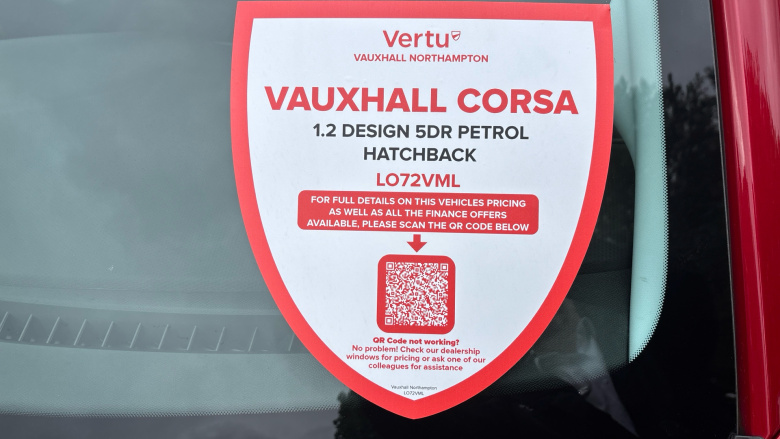 Vertu
VAUXHALL NORTHAMPTON
VAUXHALL CORSA
1.2 DESIGN 5DR PETROL
HATCHBACK
LO72VML
FOR FULL DETAILS ON THIS VEHICLES PRICING
AS WELL AS ALL THE FINANCE OFFERS
AVAILABLE, PLEASE SCAN THE QR CODE BELOW
QR Code not working?
No problem! Check our dealership
windows for pricing or ask one of our
colleagues for assistance
Vauxhall Northampton
LO72VML